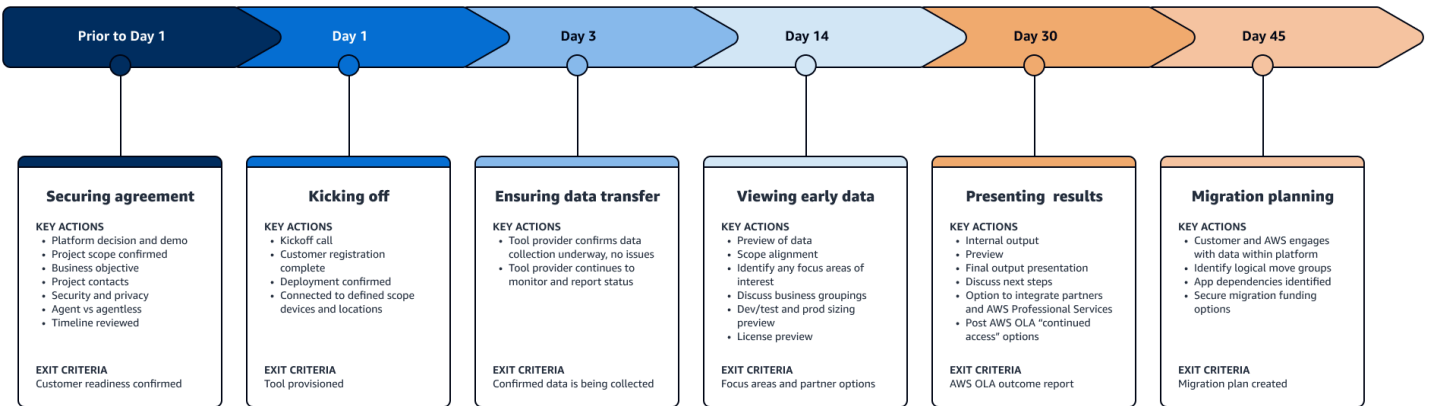 Prior to Day 1
Day 1
Day 3
Day 14
Day 30
Day 45
Securing agreement
KEY ACTIONS
• Platform decision and demo
• Project scope confirmed
• Business objective
• Project contacts
• Security and privacy
• Agent vs agentless
• Timeline reviewed
EXIT CRITERIA
Customer readiness confirmed
Kicking off
KEY ACTIONS
• Kickoff call
• Customer registration
complete
• Deployment confirmed
• Connected to defined scope
devices and locations
EXIT CRITERIA
Tool provisioned
Ensuring data transfer
KEY ACTIONS
• Tool provider confirms data
collection underway, no issues
• Tool provider continues to
monitor and report status
EXIT CRITERIA
Confirmed data is being collected
Viewing early data
KEY ACTIONS
• Preview of data
• Scope alignment
• Identify any focus areas of
interest
• Discuss business groupings
• Dev/test and prod sizing
preview
• License preview
EXIT CRITERIA
Focus areas and partner options
Presenting results
KEY ACTIONS
• Internal output
• Preview
• Final output presentation
• Discuss next steps
• Option to integrate partners
and AWS Professional Services
• Post AWS OLA “continued
access” options
EXIT CRITERIA
AWS OLA outcome report
Migration planning
KEY ACTIONS
• Customer and AWS engages
with data within platform
• Identify logical move groups
• App dependencies identified
• Secure migration funding
options
EXIT CRITERIA
Migration plan created